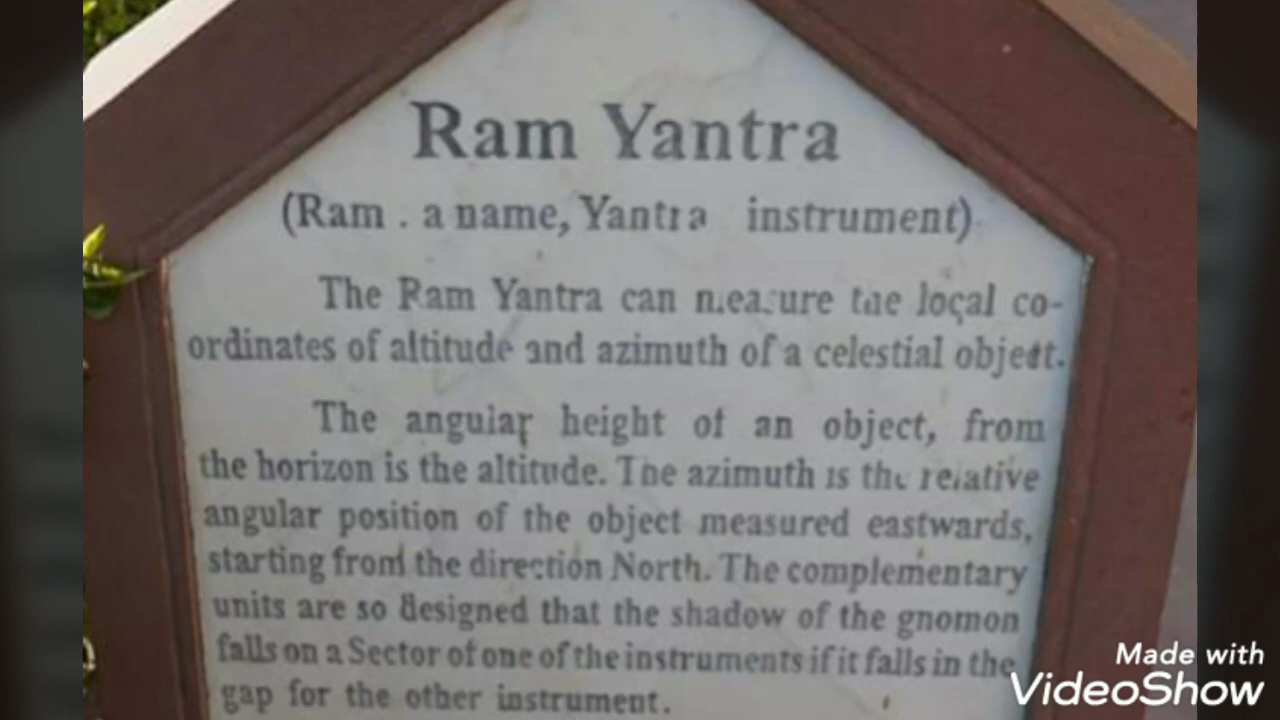 Ram Yantra
(Ram . a name, Yantra instrument)
The Ram Yantra can measure the local co-
ordinates of altitude and azimuth of a celestial object.
The angular height of an object, from
the horizon is the altitude. The azimuth is the relative
angular position of the object measured eastwards,
starting from the direction North. The complementary
units are so designed that the shadow of the gnomon
falls on a Sector of one of the instruments if it falls in the
gap for the other instrument.
Made with
VideoShow